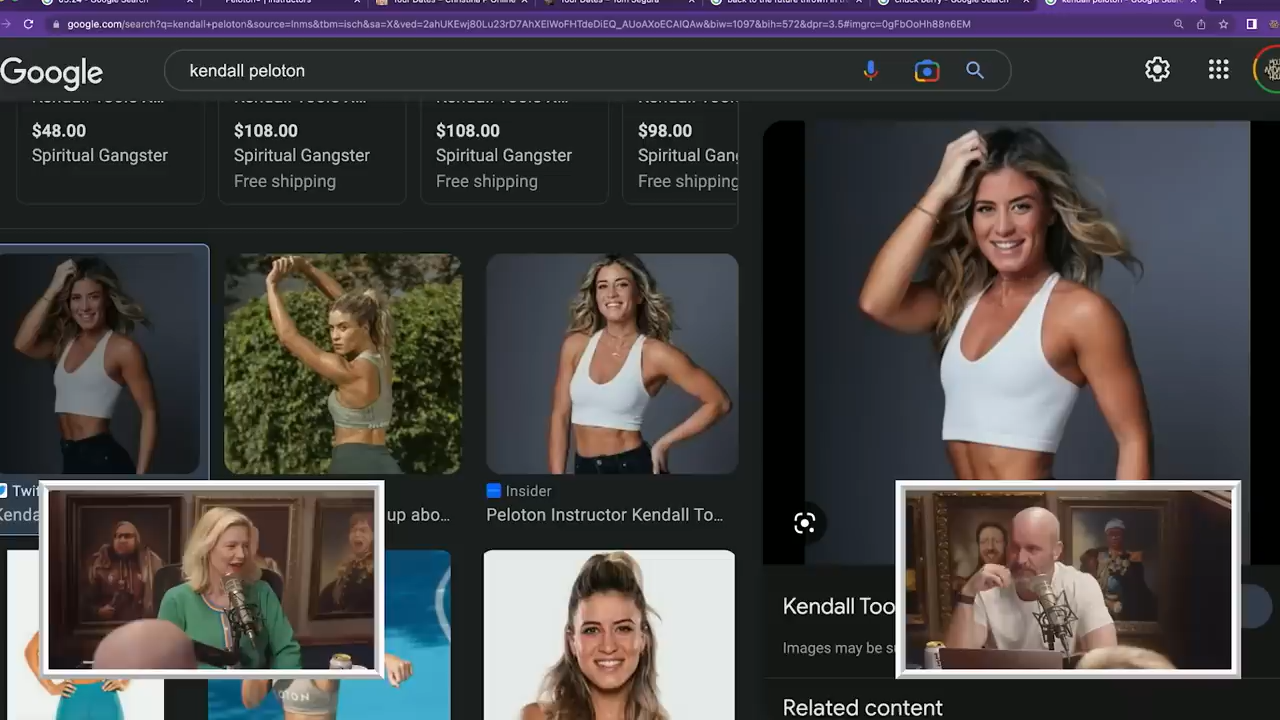 google.com/search?q=kendall+peloton&source=lnms&tbm=isch&sa=X&ved=2ahUKEwj80Lu23rD7AhXElWoFHTdeDiEQ_AUoAXoECAIQAw&biw=1097&bih=572&dpr=3.5#imgrc=0gFbOoHh88n6EM
Google
kendall peloton
$48.00
Spiritual Gangster
$108.00
Spiritual Gangster
Free shipping
$108.00
Spiritual Gangster
Free shipping
$98.00
Spiritual Gang
Free shipping
Insider
up abo...
Peloton Instructor Kendall To...
Kendall Too
Images may be su
Related content